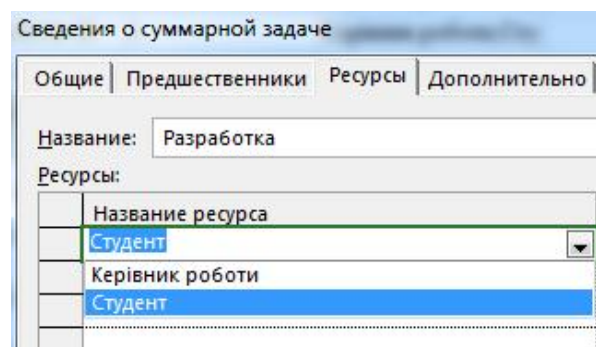 Сведения о суммарной задаче
Общие Предшественники Ресурсы Дополнительно
Название: Разработка
Ресурсы:
Название ресурса
Студент
Керівник роботи
Студент